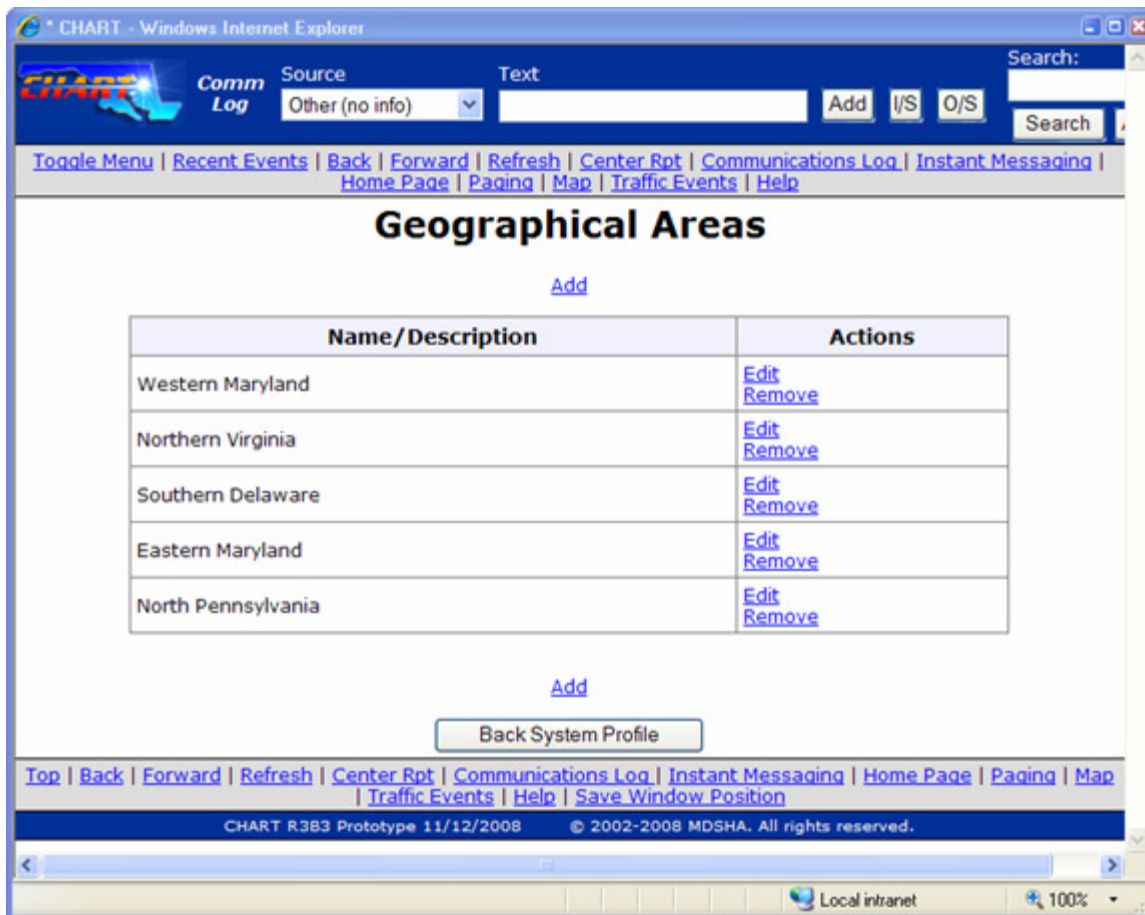 * CHART - Windows Internet Explorer
CHART
Comm Log
Source
Text
Search:
Other (no info)
Add I/S O/S
Search
Toggle Menu | Recent Events | Back | Forward | Refresh | Center Rpt | Communications Log | Instant Messaging |
Home Page | Paging | Map | Traffic Events | Help
Geographical Areas
Add
Name/Description Actions
Western Maryland Edit
Remove
Northern Virginia Edit
Remove
Southern Delaware Edit
Remove
Eastern Maryland Edit
Remove
North Pennsylvania Edit
Remove
Add
Back System Profile
Top | Back | Forward | Refresh | Center Rpt | Communications Log | Instant Messaging | Home Page | Paging | Map
| Traffic Events | Help | Save Window Position
CHART R3B3 Prototype 11/12/2008 © 2002-2008 MDSHA. All rights reserved.
Local intranet 100%